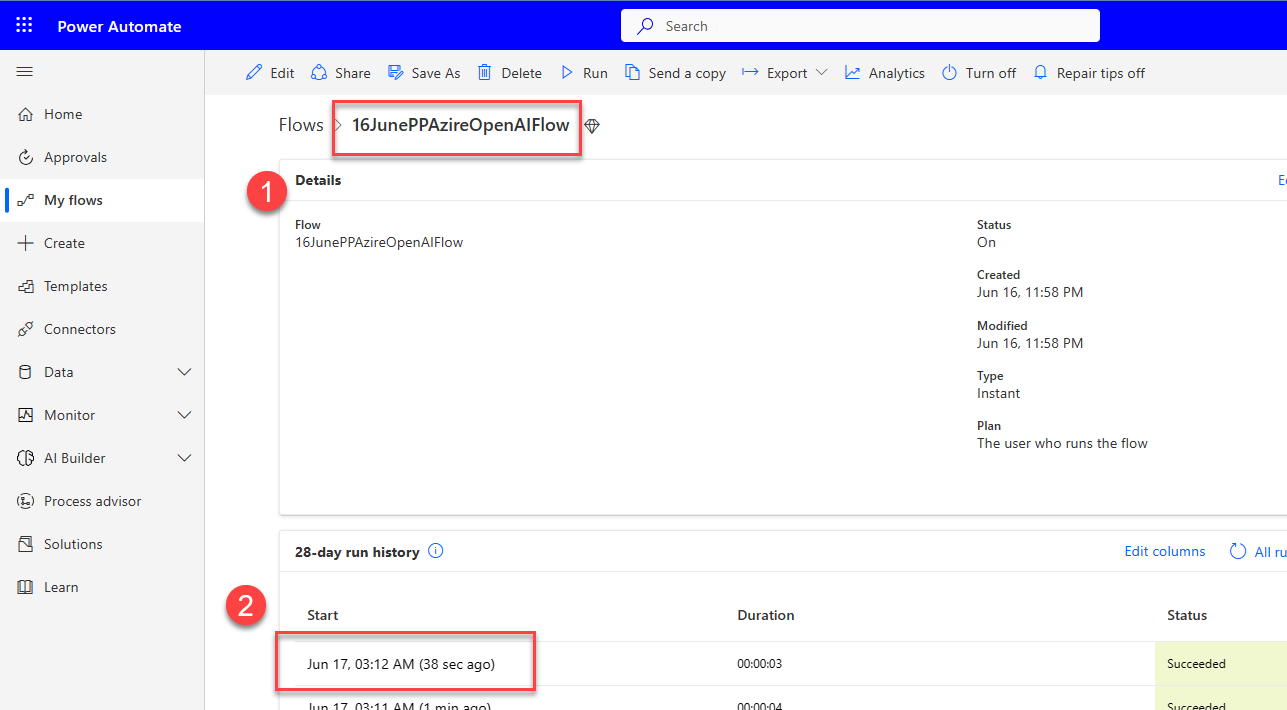 Power Automate
Search
Edit Share Save As Delete Run Send a copy Export Analytics Turn off Repair tips off
Home
Approvals
My flows
Create
Templates
Connectors
Data
Monitor
AI Builder
Process advisor
Solutions
Learn
Flows > 16JunePPAzireOpenAIFlow
1
Details
Flow
16JunePPAzireOpenAIFlow
Status
On
Created
Jun 16, 11:58 PM
Modified
Jun 16, 11:58 PM
Type
Instant
Plan
The user who runs the flow
28-day run history
Edit columns All ru
2
Start Duration Status
Jun 17, 03:12 AM (38 sec ago) 00:00:03 Succeeded
Jun 17, 03:11 AM (1 min ago) 00:00:04 Succeeded